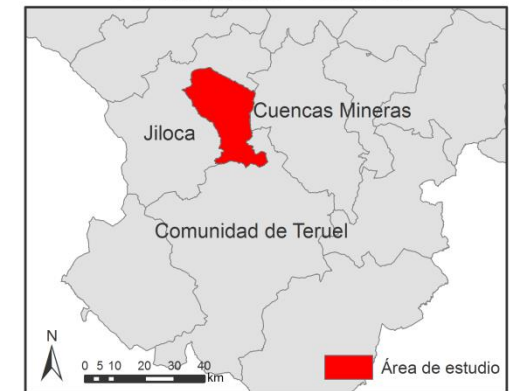 Cuencas Mineras
Jiloca
Comunidad de Teruel
N
0 5 10 20 30 40
km
Área de estudio